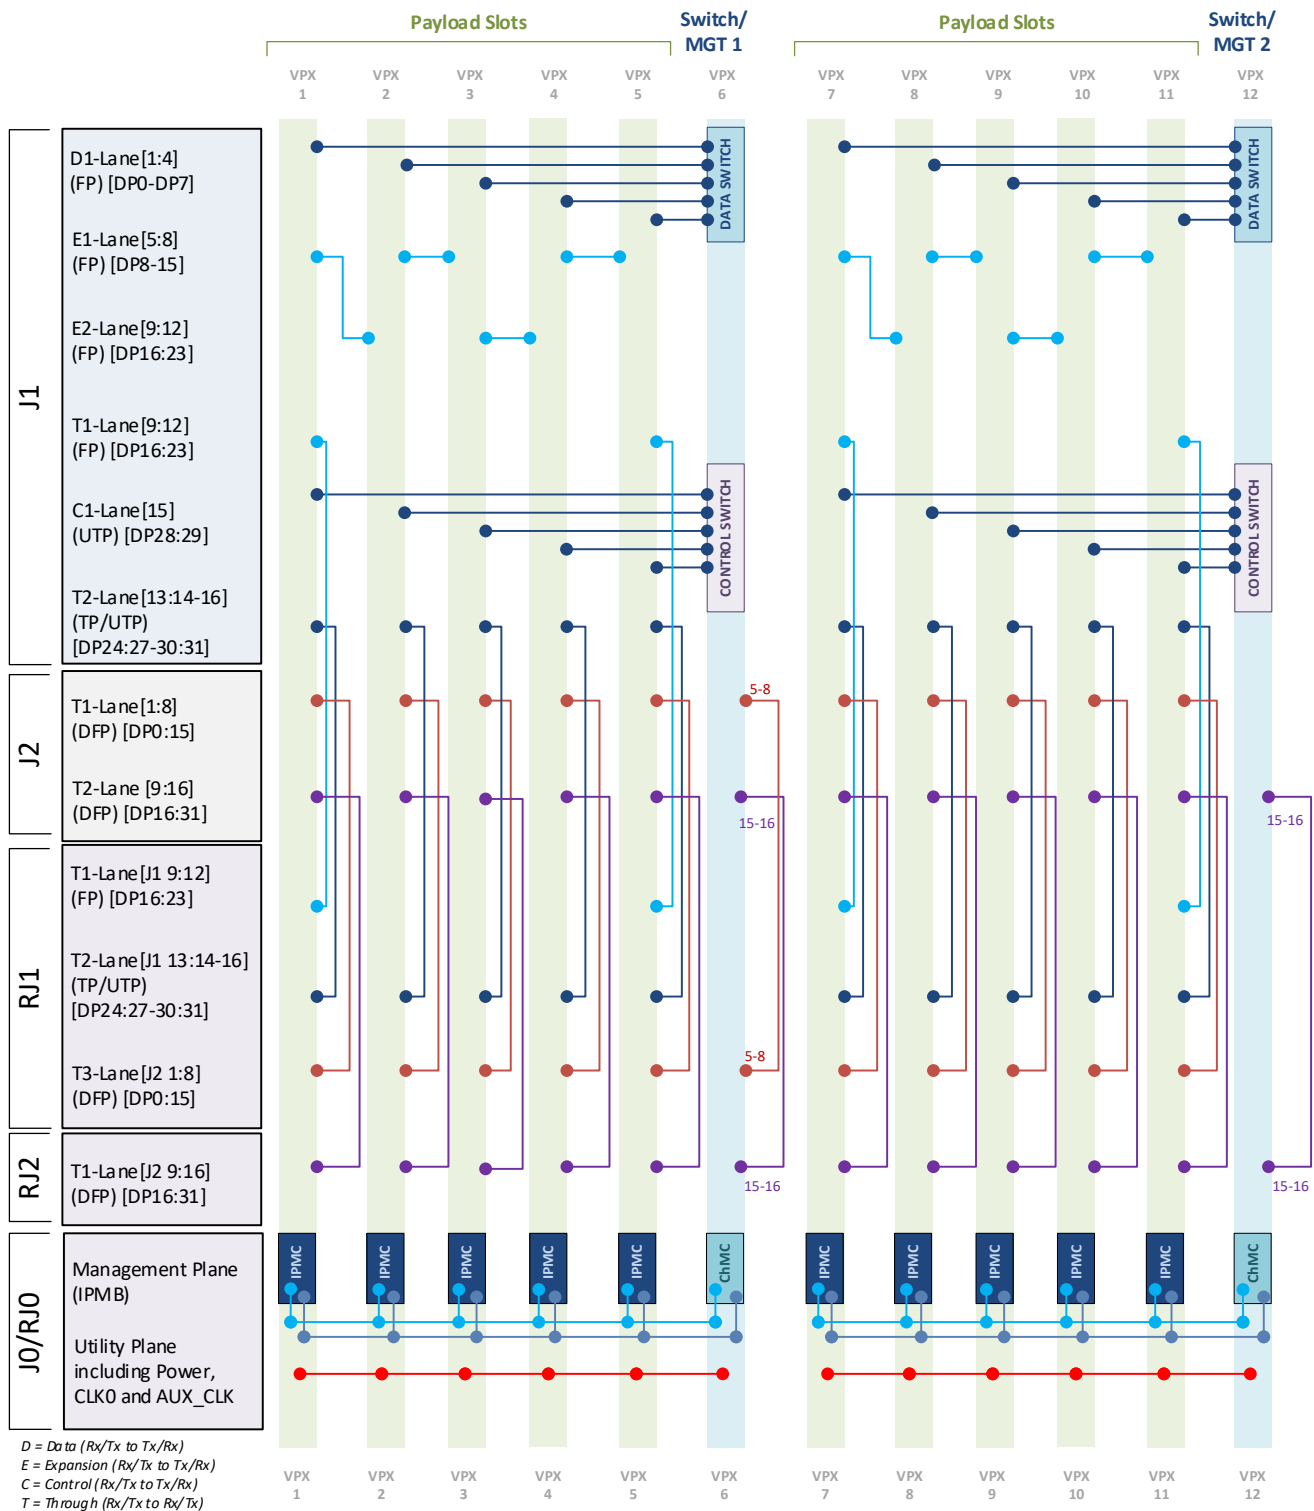 Payload Slots
Switch/
MGT 1
Payload Slots
Switch/
MGT 2
VPX
1
VPX
2
VPX
3
VPX
4
VPX
5
VPX
6
VPX
7
VPX
8
VPX
9
VPX
10
VPX
11
VPX
12
J1
D1-Lane[1:4]
(FP) [DP0-DP7]
E1-Lane[5:8]
(FP) [DP8-15]
E2-Lane[9:12]
(FP) [DP16:23]
T1-Lane[9:12]
(FP) [DP16:23]
C1-Lane[15]
(UTP) [DP28:29]
T2-Lane[13:14-16]
(TP/UTP)
[DP24:27-30:31]
DATA SWITCH
DATA SWITCH
CONTROL SWITCH
CONTROL SWITCH
J2
T1-Lane[1:8]
(DFP) [DP0:15]
T2-Lane [9:16]
(DFP) [DP16:31]
5-8
15-16
15-16
RJ1
T1-Lane[J1 9:12]
(FP) [DP16:23]
T2-Lane[J1 13:14-16]
(TP/UTP)
[DP24:27-30:31]
T3-Lane[J2 1:8]
(DFP) [DP0:15]
5-8
RJ2
T1-Lane[J2 9:16]
(DFP) [DP16:31]
15-16
15-16
J0/RJ0
Management Plane
(IPMB)
Utility Plane
including Power,
CLK0 and AUX_CLK
IPMC
IPMC
IPMC
IPMC
IPMC
ChMC
IPMC
IPMC
IPMC
IPMC
IPMC
ChMC
D = Data (Rx/Tx to Tx/Rx)
E = Expansion (Rx/Tx to Tx/Rx)
C = Control (Rx/Tx to Tx/Rx)
T = Through (Rx/Tx to Rx/Tx)
VPX
1
VPX
2
VPX
3
VPX
4
VPX
5
VPX
6
VPX
7
VPX
8
VPX
9
VPX
10
VPX
11
VPX
12